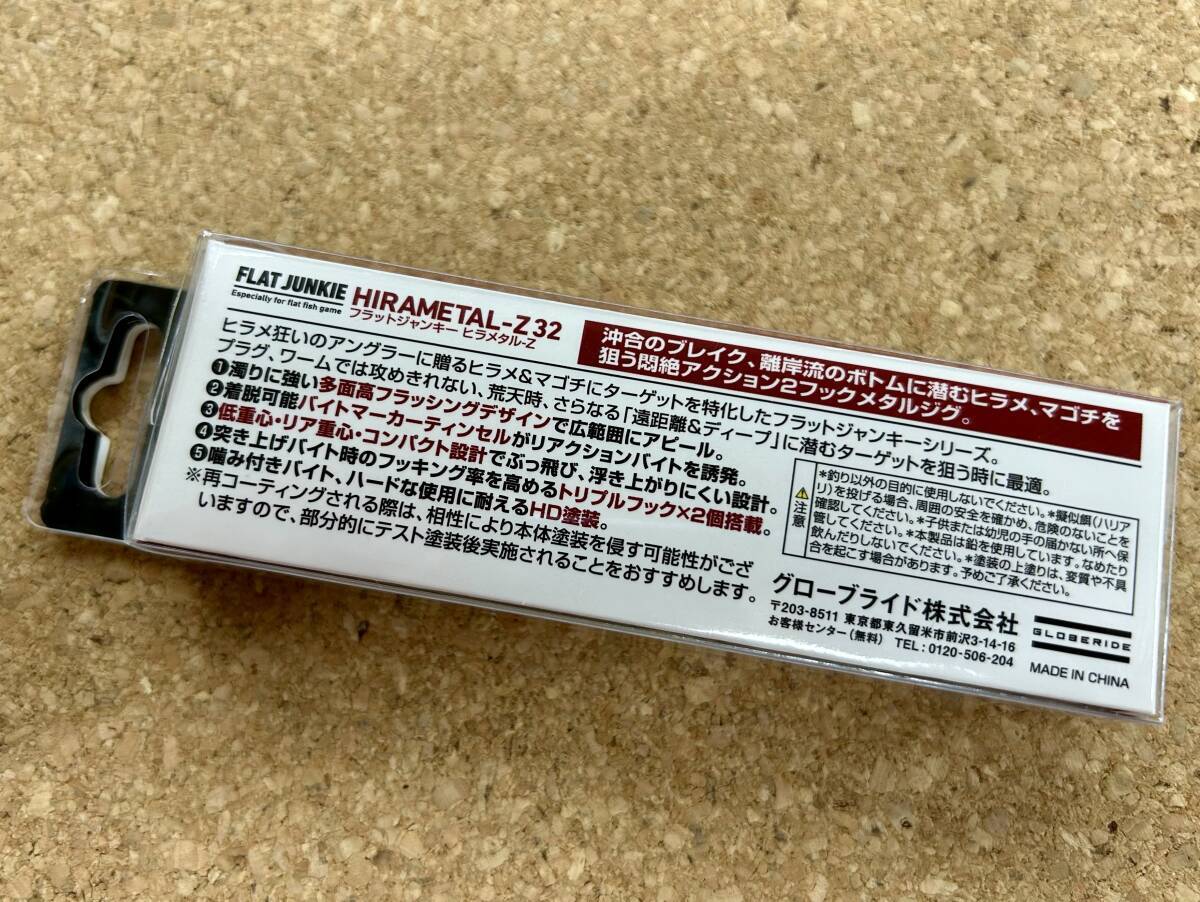 FLAT JUNKIE
Especially for flat fish game
HIRAMETAL-Z 32
フラットジャンキー ヒラメタル-Z
沖合のブレイク、離岸流のボトムに潜むヒラメ、マゴチを
狙う悶絶アクション2フックメタルジグ。
ヒラメ狂いのアングラーに贈るヒラメ&マゴチにターゲットを特化したフラットジャンキーシリーズ。
プラグ、ワームでは攻めきれない、荒天時、さらなる「遠距離&ディープ」に潜むターゲットを狙う時に最適。
❶濁りに強い多面高フラッシングデザインで広範囲にアピール。
❷着脱可能バイトマーカーティンセルがリアクションバイトを誘発。
❸低重心・リア重心・コンパクト設計でぶっ飛び、浮き上がりにくい設計。
❹突き上げバイト時のフッキング率を高めるトリプルフック×2個搭載。
❺噛み付きバイト、ハードな使用に耐えるHD塗装。
※再コーティングされる際は、相性により本体塗装を侵す可能性がござ
いますので、部分的にテスト塗装後実施されることをおすすめします。
注意
*釣り以外の目的に使用しないでください。*擬似餌(ハリア
リ)を投げる場合、周囲の安全を確かめ、危険のないことを
確認してください。*子供または幼児の手の届かない所へ保
管してください。*本製品は鉛を使用しています。なめたり
飲んだりしないでください。*塗装の上塗りは、変質や不具
合を起こす場合があります。予めご了承ください。
グローブライド株式会社
〒203-8511 東京都東久留米市前沢3-14-16
お客様センター(無料) TEL:0120-506-204
GLOBERIDE
MADE IN CHINA